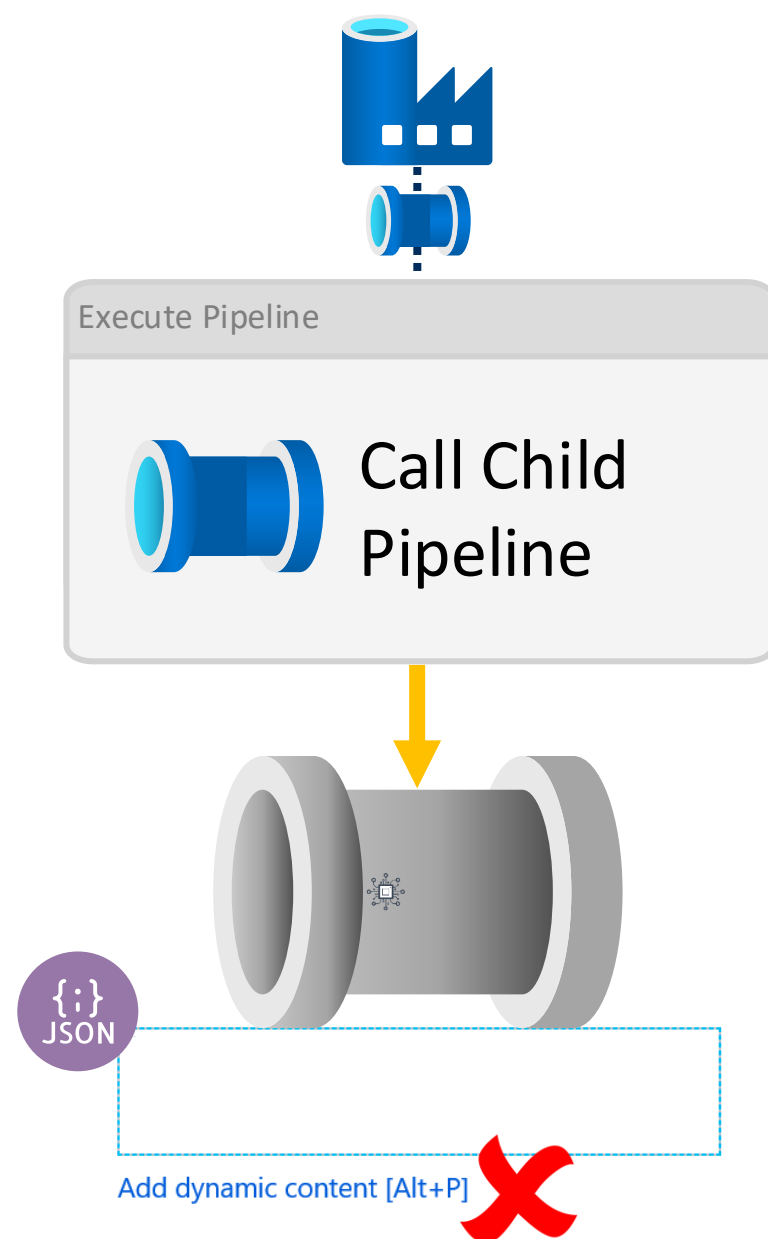 Execute Pipeline
Call Child
Pipeline
{;}
JSON
Add dynamic content [Alt+P]